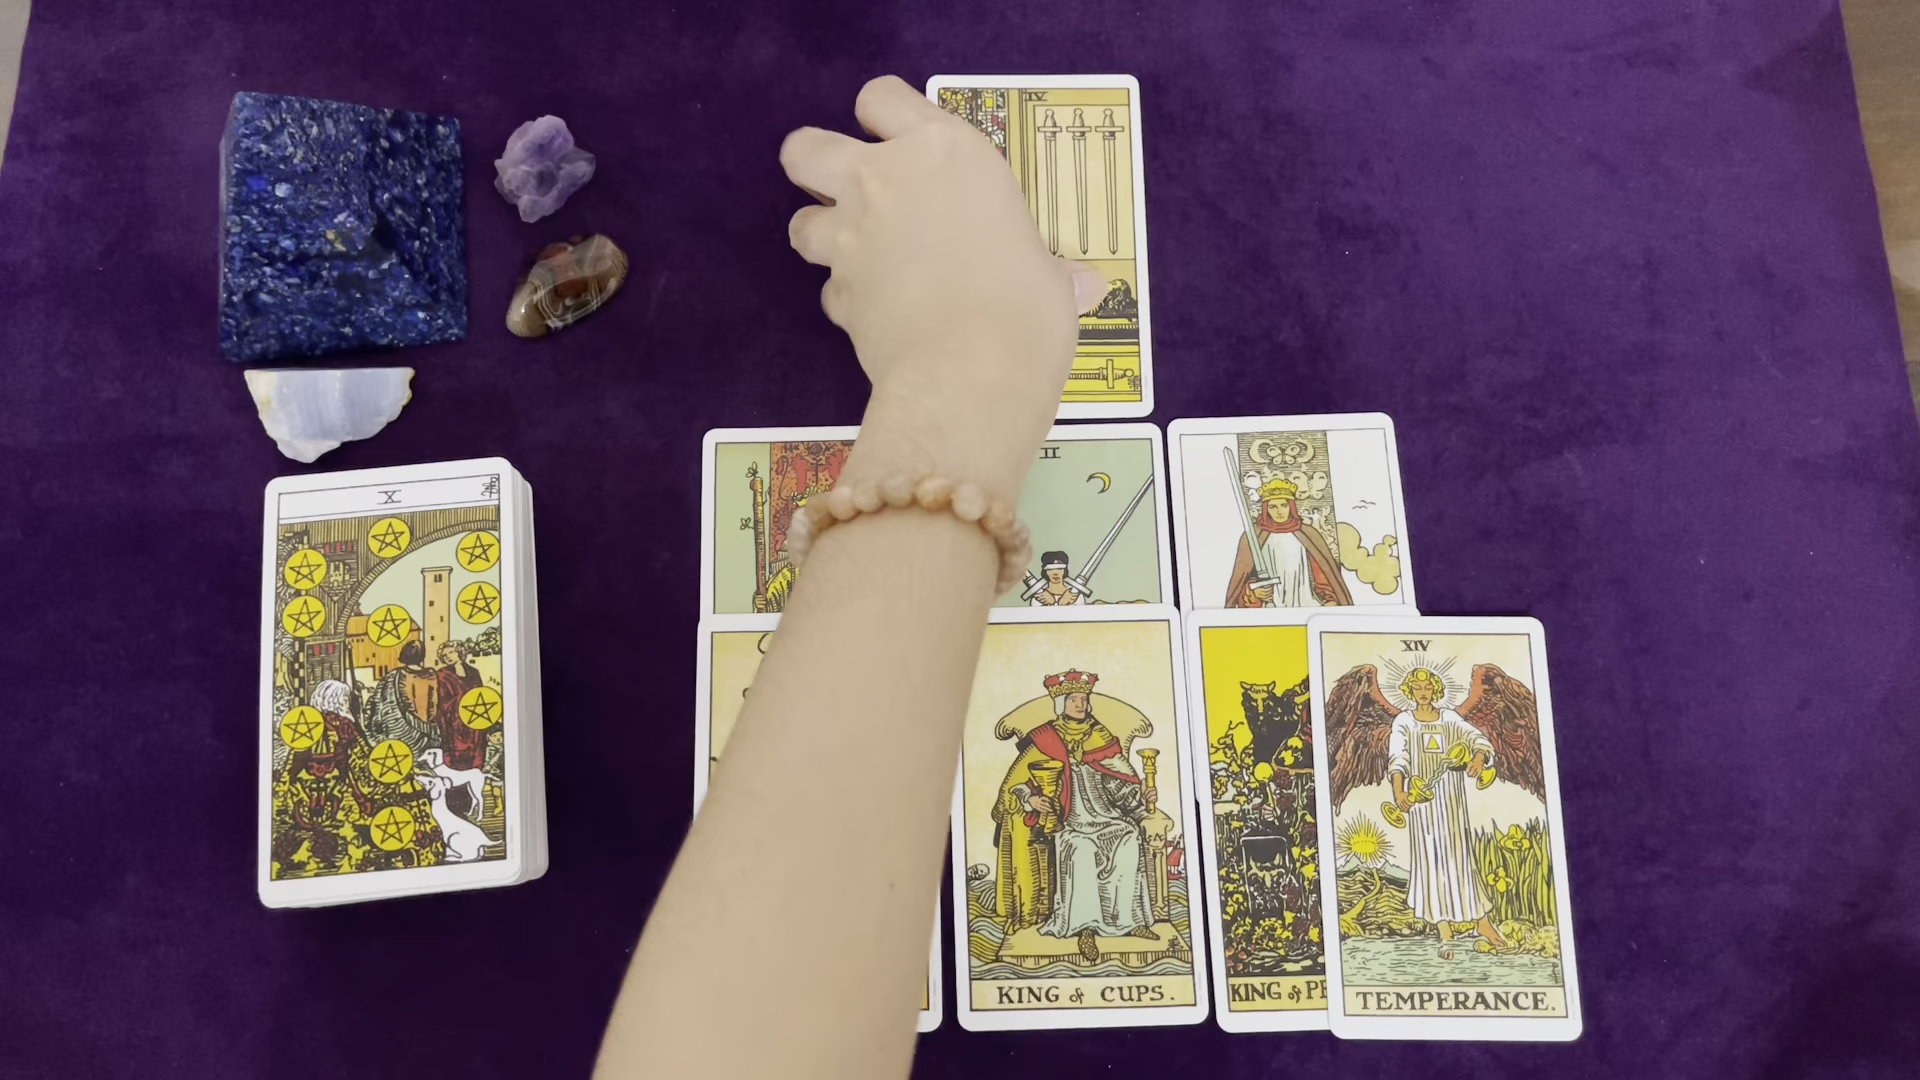 IV
II
X
XIV
KING of CUPS.
KING of PE
TEMPERANCE.